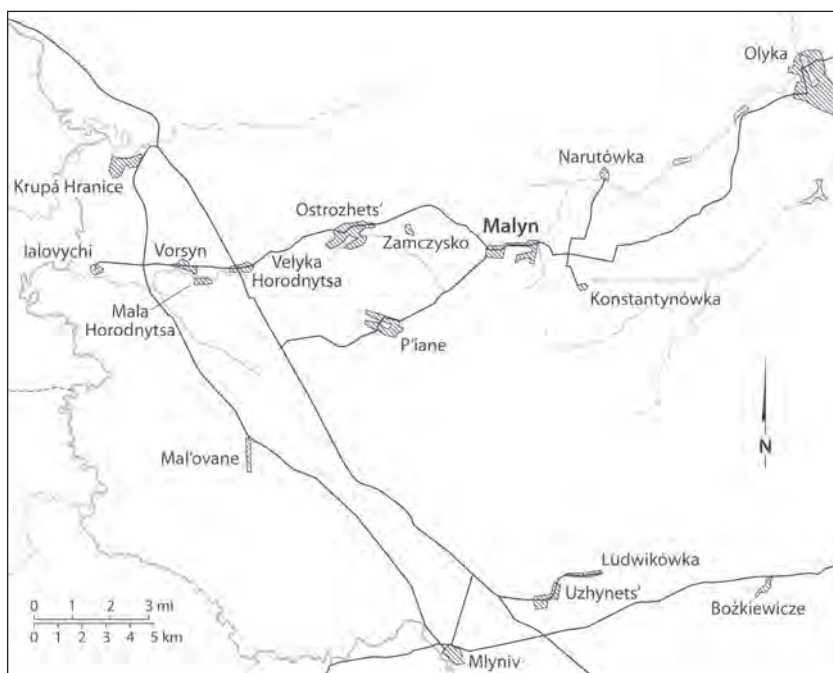 Olyka
Narutówka
Krupá Hranice
Ostrozhets'
Malyn
Zamczysko
Ialovychi
Vorsyn
Velyka
Horodnytsa
Mala
Horodnytsa
Konstantynówka
P'iane
N
Mal'ovane
Ludwikówka
Uzhynets'
Bożkiewicze
0 1 2 3 mi
0 1 2 3 4 5 km
Mlyniv